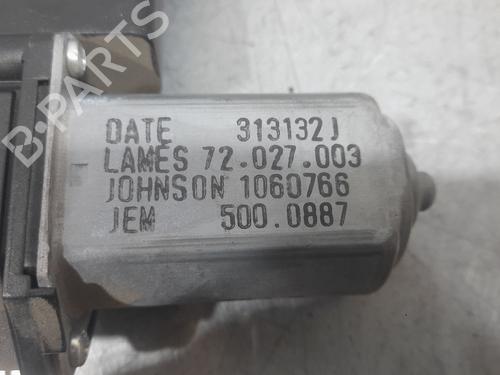 B-PARTS
DATE 313132J
LAMES 72.027.003
JOHNSON 1060766
JEM 500.0887